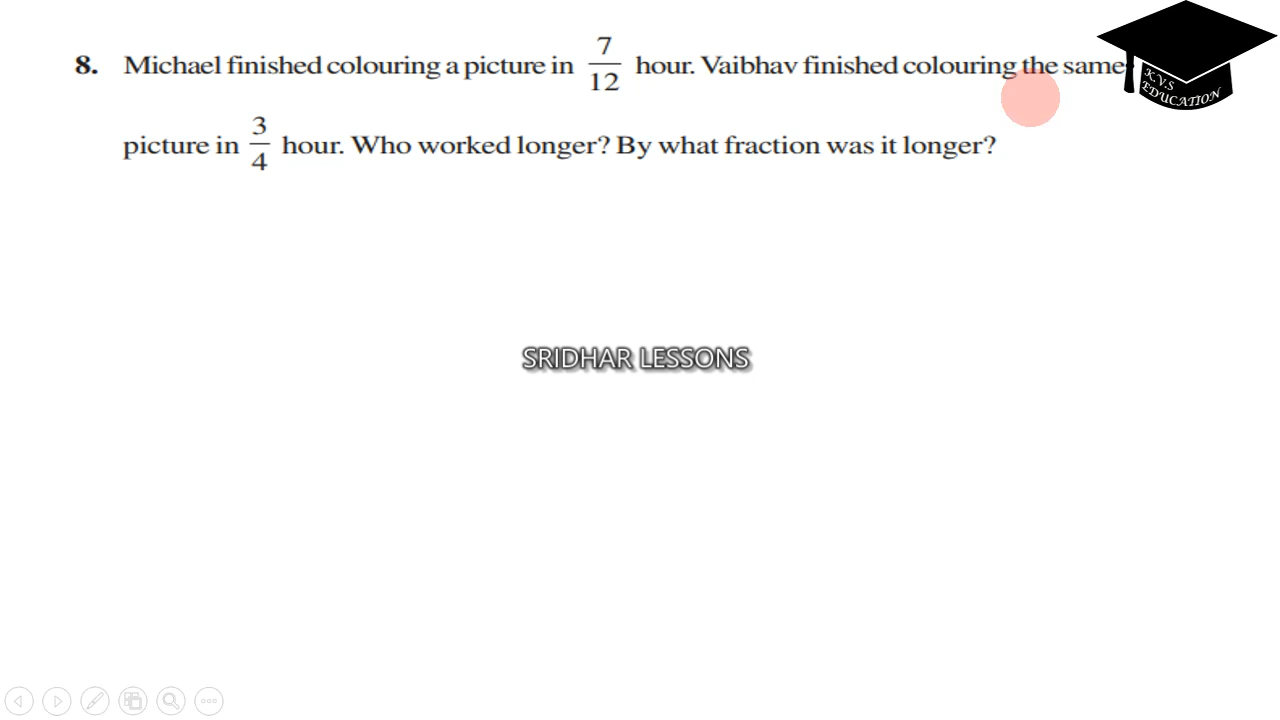 8. Michael finished colouring a picture in 7/12 hour. Vaibhav finished colouring the same
picture in 3/4 hour. Who worked longer? By what fraction was it longer?
K.V.S
EDUCATION
SRIDHAR LESSONS